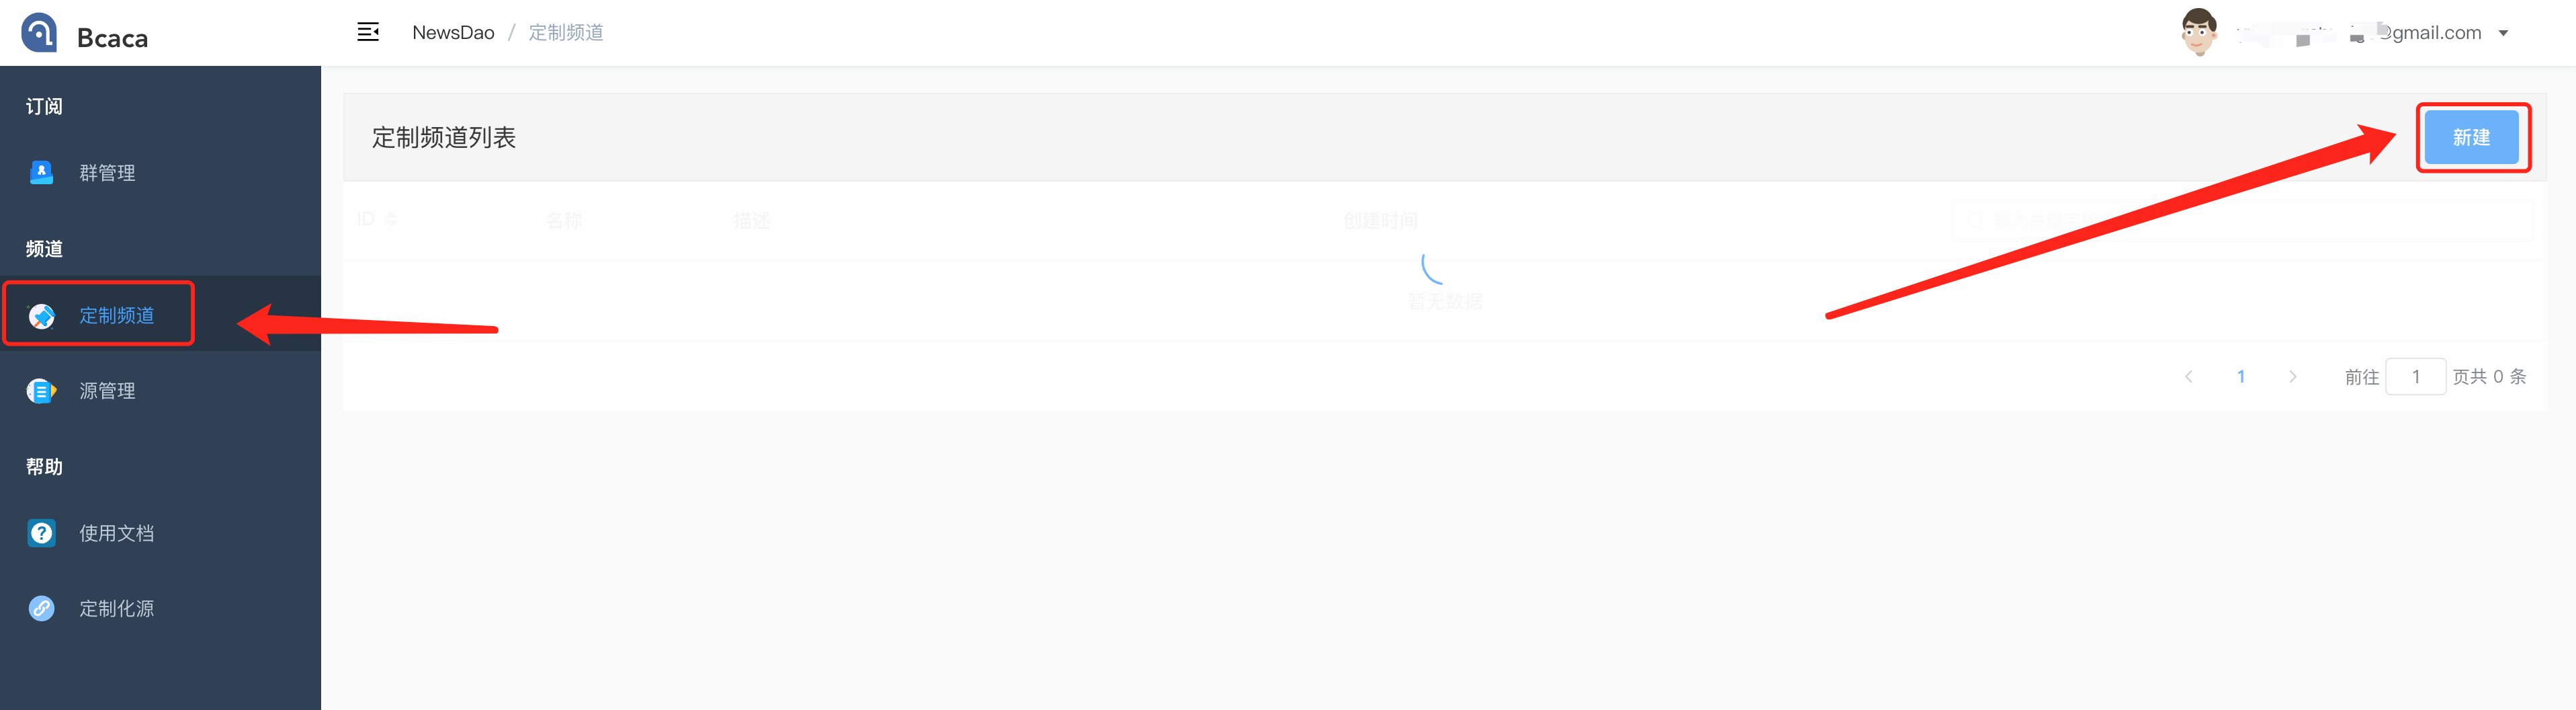 Bcaca
NewsDao / 定制频道
@gmail.com
订阅
群管理
频道
定制频道
源管理
帮助
使用文档
定制化源
定制频道列表
新建
ID 名称 描述 创建时间
暂无数据
1 前往 1 页共 0 条